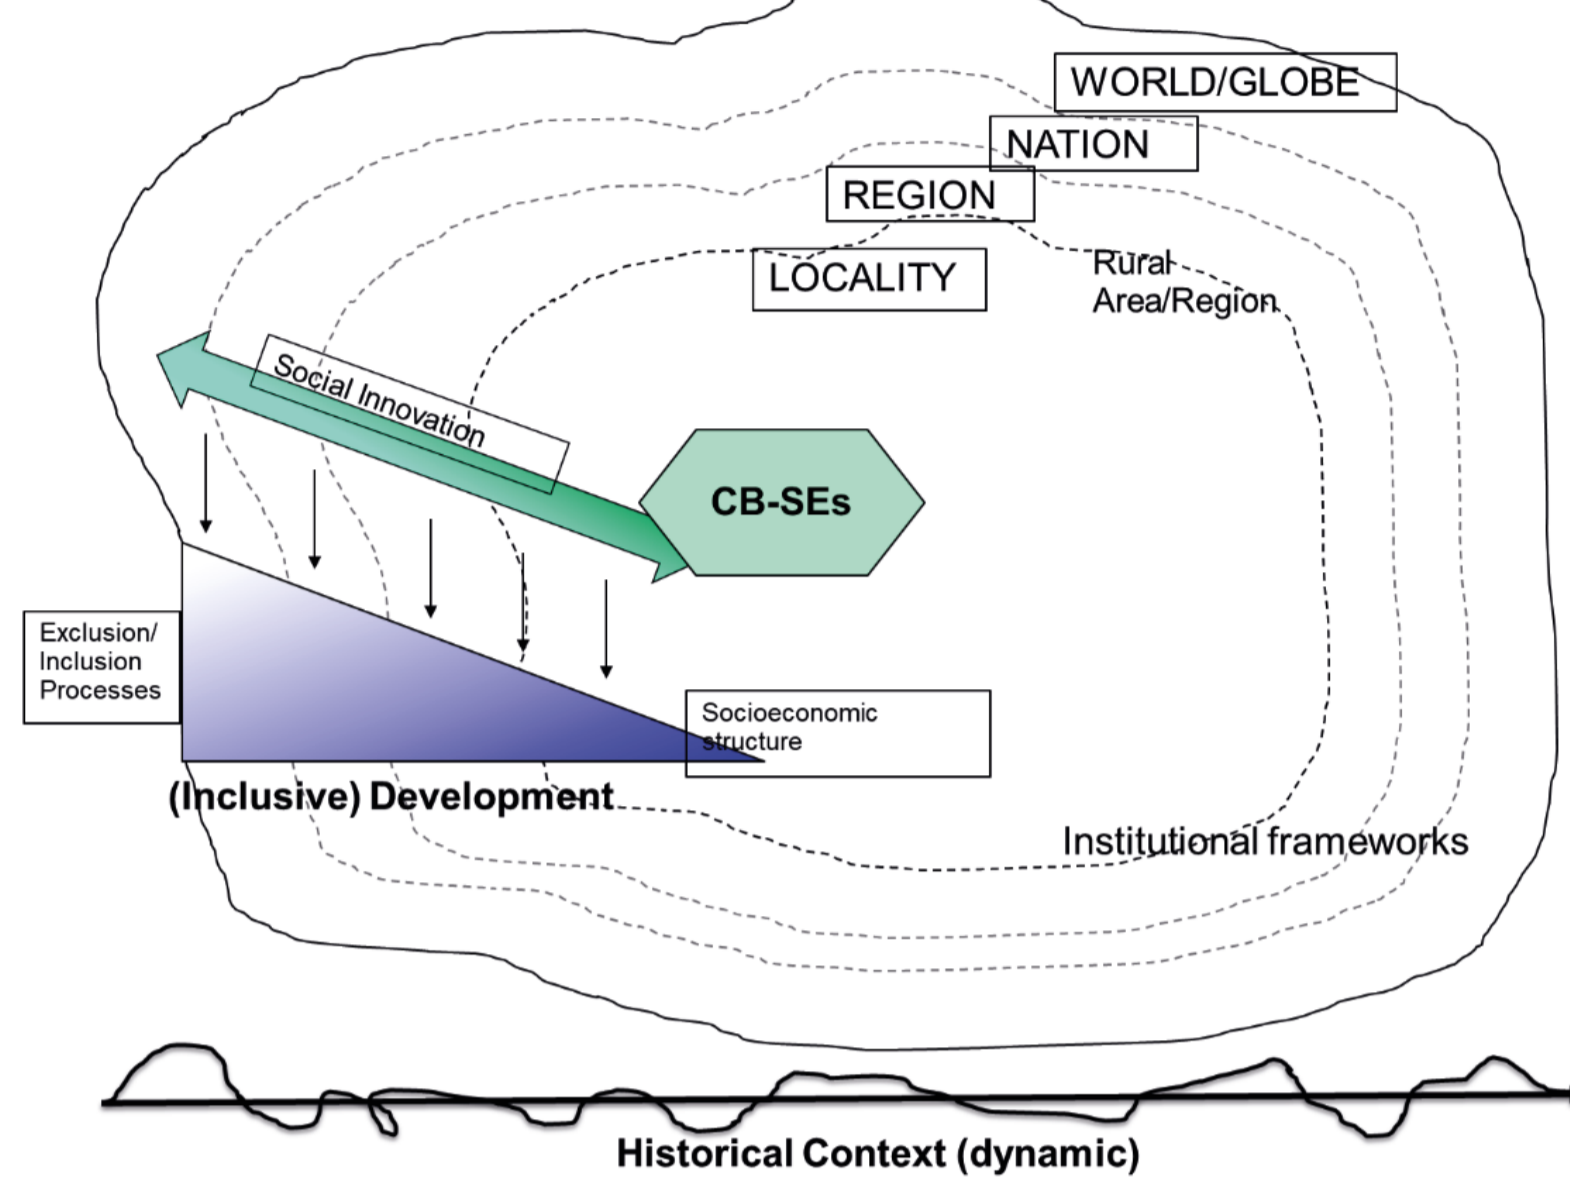 WORLD/GLOBE
NATION
REGION
LOCALITY
Rural
Area/Region
Social Innovation
CB-SEs
Exclusion/
Inclusion
Processes
Socioeconomic
structure
(Inclusive) Development
Institutional frameworks
Historical Context (dynamic)